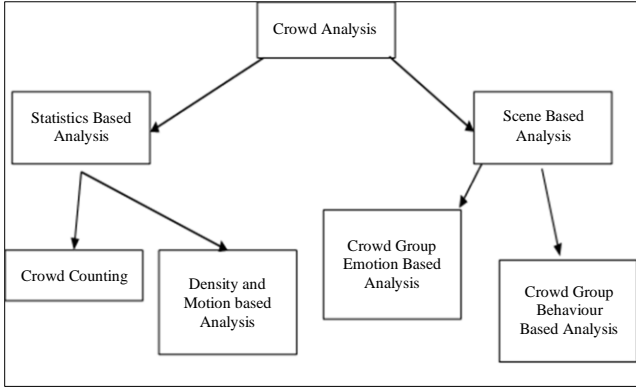 Crowd Analysis
Statistics Based
Analysis
Scene Based
Analysis
Crowd Counting
Density and
Motion based
Analysis
Crowd Group
Emotion Based
Analysis
Crowd Group
Behaviour
Based Analysis